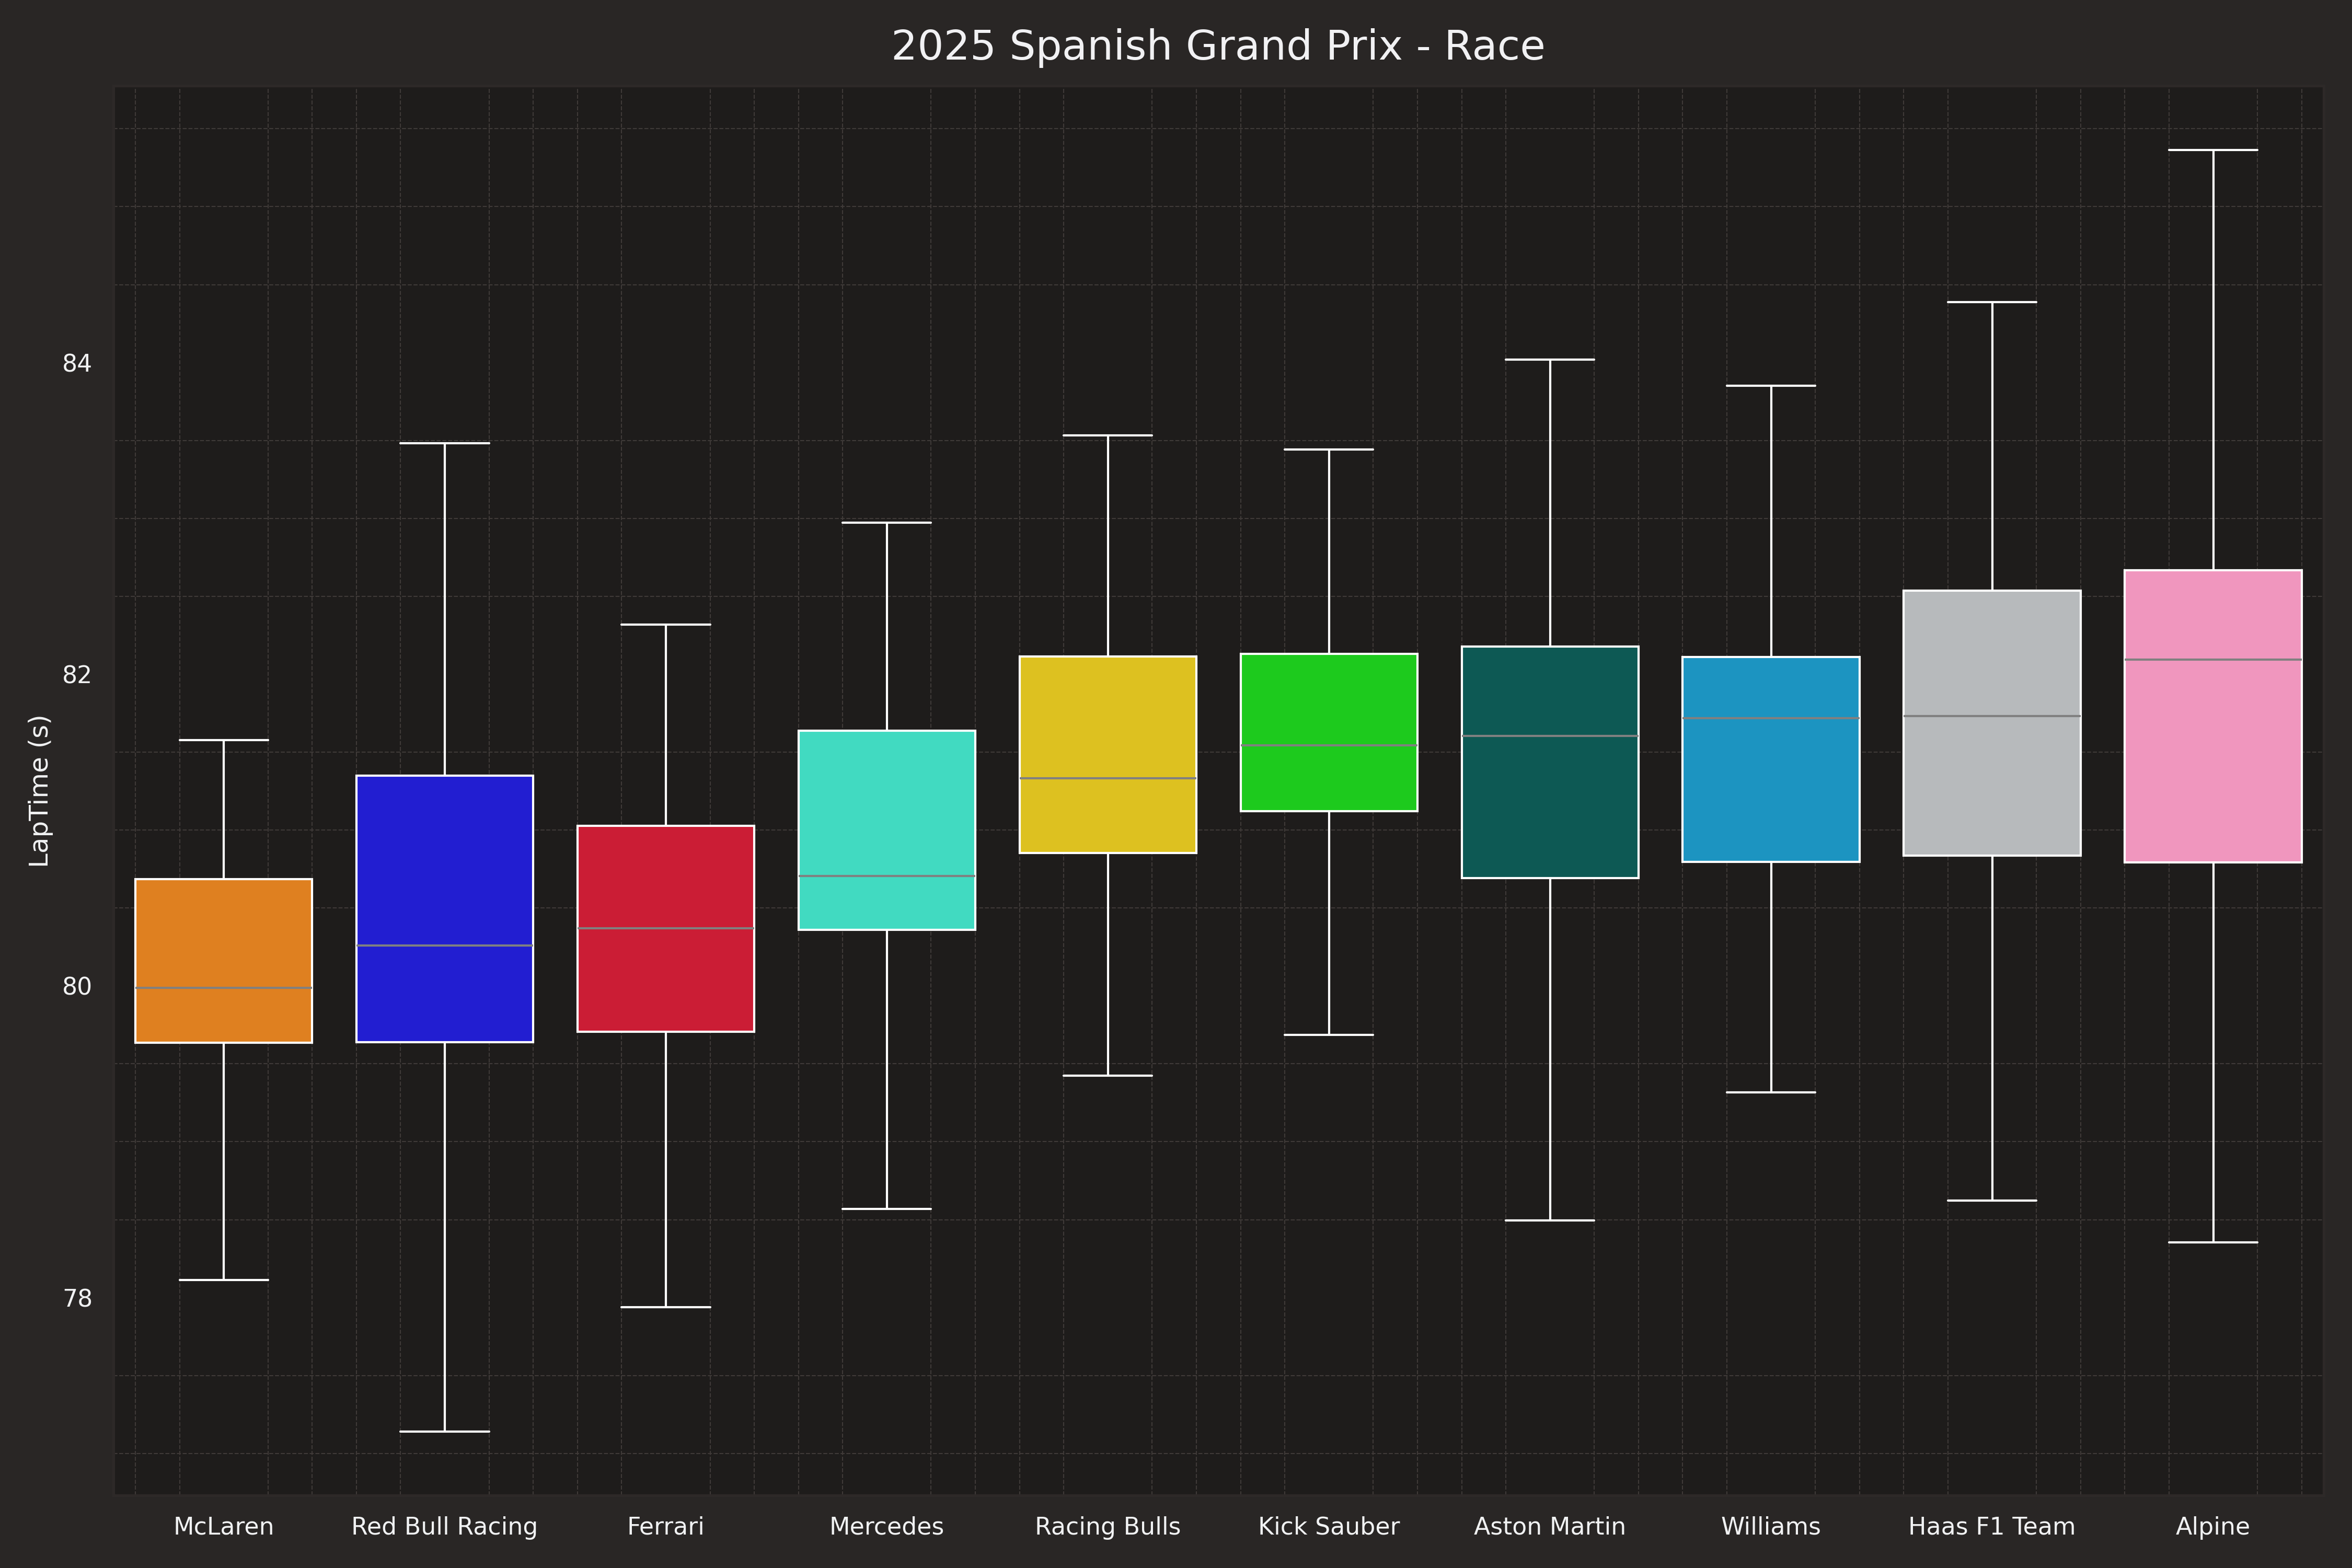 2025 Spanish Grand Prix - Race
LapTime (s)
84
82
80
78
McLaren
Red Bull Racing
Ferrari
Mercedes
Racing Bulls
Kick Sauber
Aston Martin
Williams
Haas F1 Team
Alpine